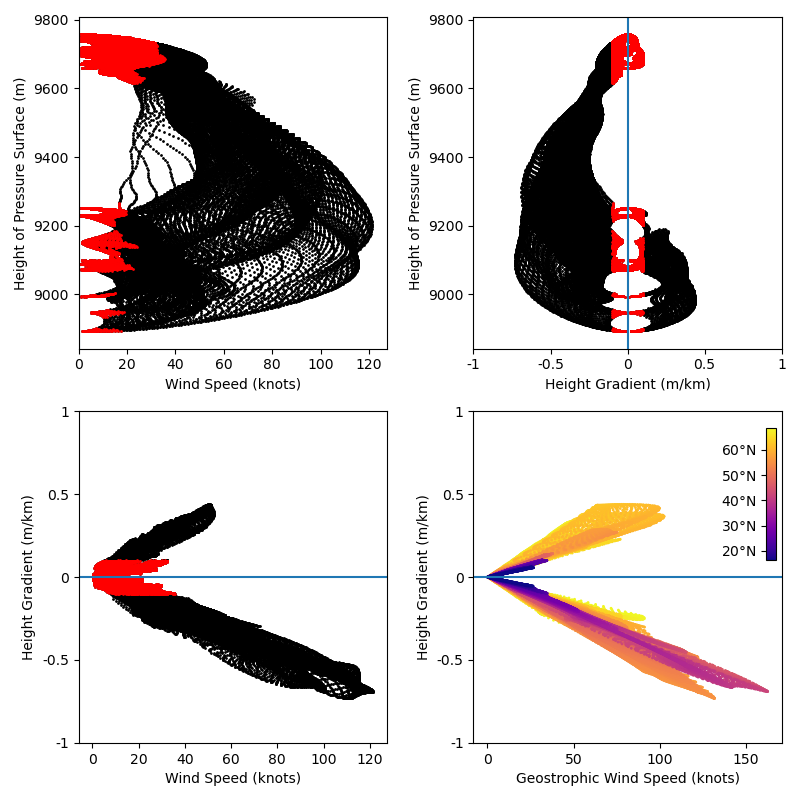 9800
9600
9400
9200
9000
Height of Pressure Surface (m)
0 20 40 60 80 100 120
Wind Speed (knots)
9800
9600
9400
9200
9000
Height of Pressure Surface (m)
-1 -0.5 0 0.5 1
Height Gradient (m/km)
1
0.5
0
-0.5
-1
Height Gradient (m/km)
0 20 40 60 80 100 120
Wind Speed (knots)
1
0.5
0
-0.5
-1
Height Gradient (m/km)
60°N
50°N
40°N
30°N
20°N
0 50 100 150
Geostrophic Wind Speed (knots)